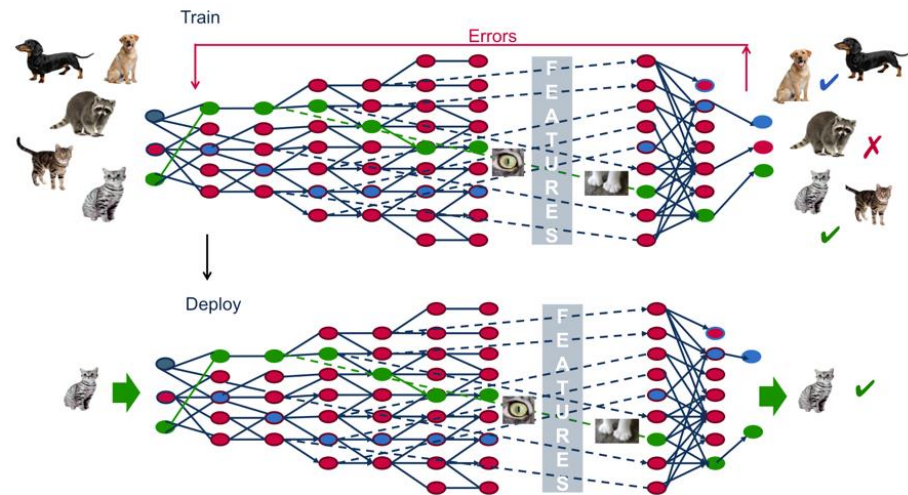 Train
Errors
FEATURES
Deploy
FEATURES